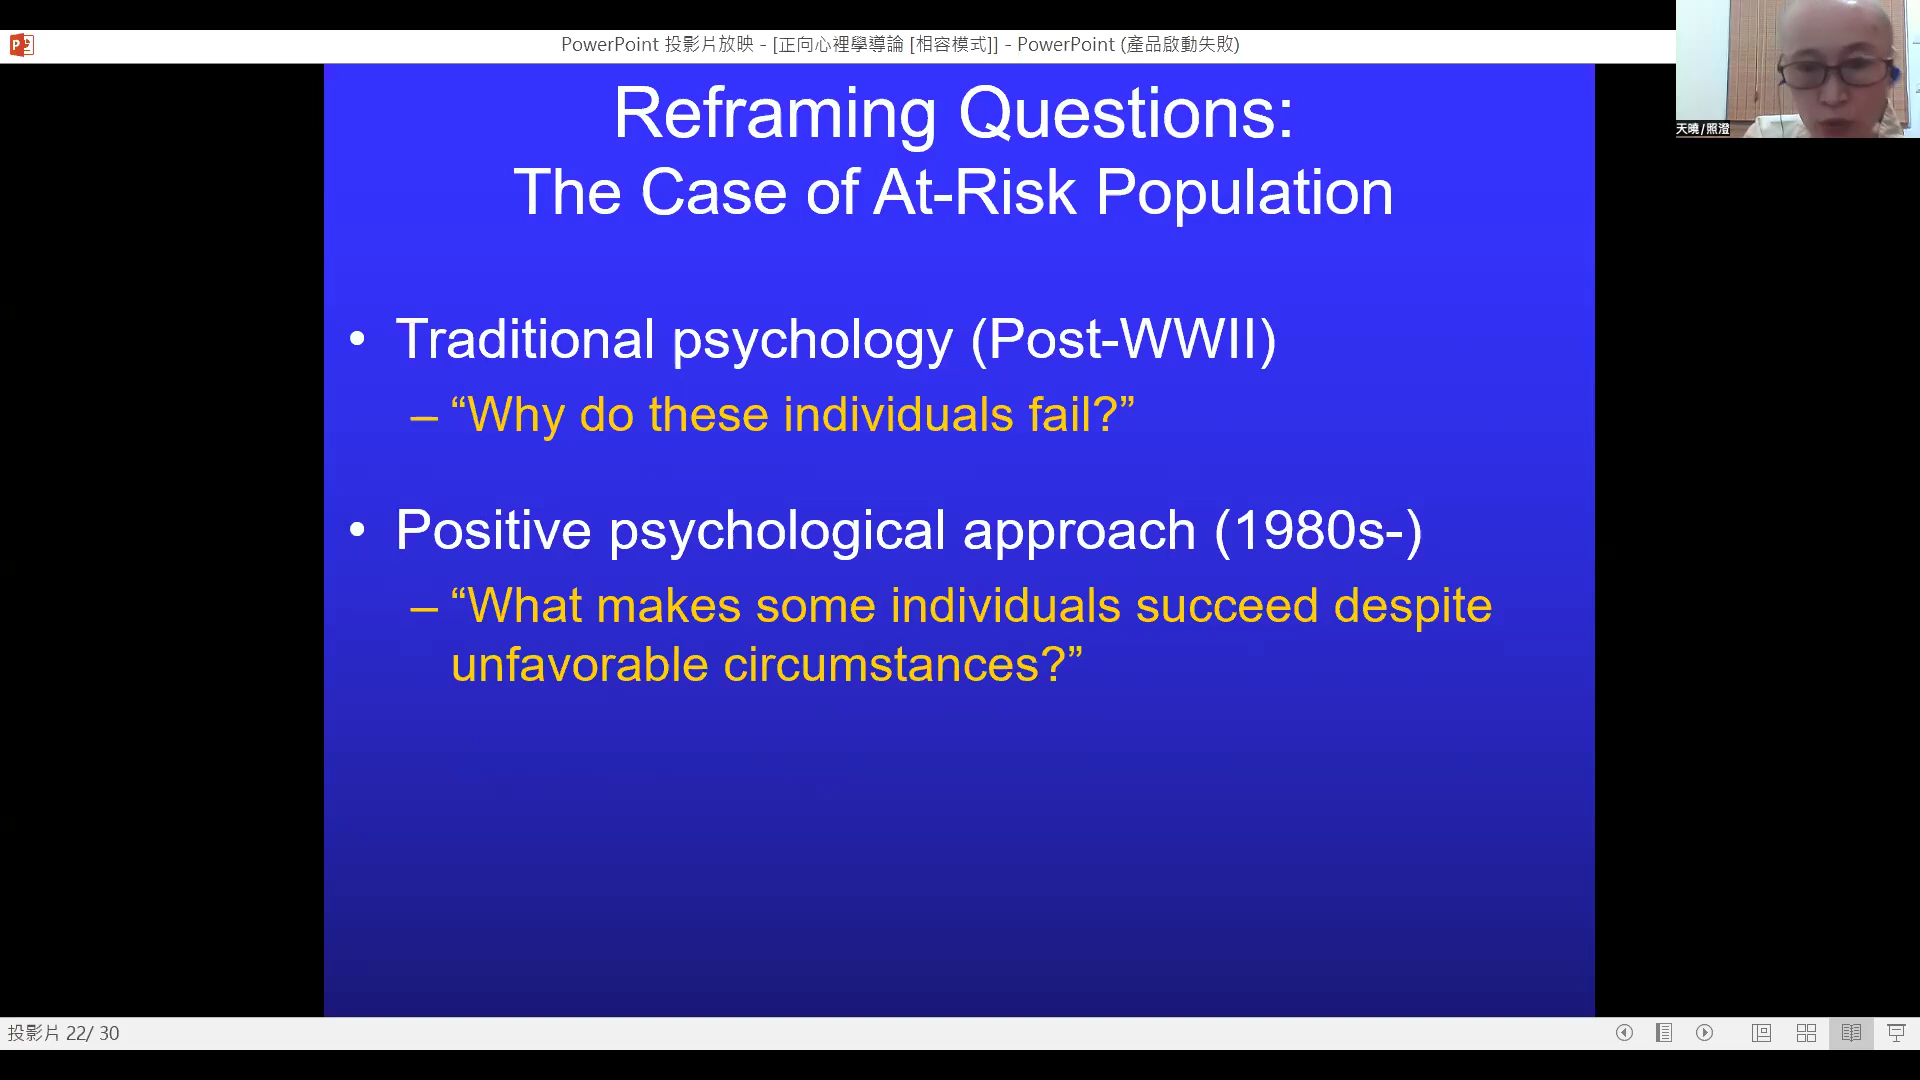 PowerPoint 投影片放映 - [正向心裡學導論 [相容模式]] - PowerPoint (產品啟動失敗)
天曉/照澄
Reframing Questions:
The Case of At-Risk Population
• Traditional psychology (Post-WWII)
– “Why do these individuals fail?”
• Positive psychological approach (1980s-)
– “What makes some individuals succeed despite
unfavorable circumstances?”
投影片 22/ 30